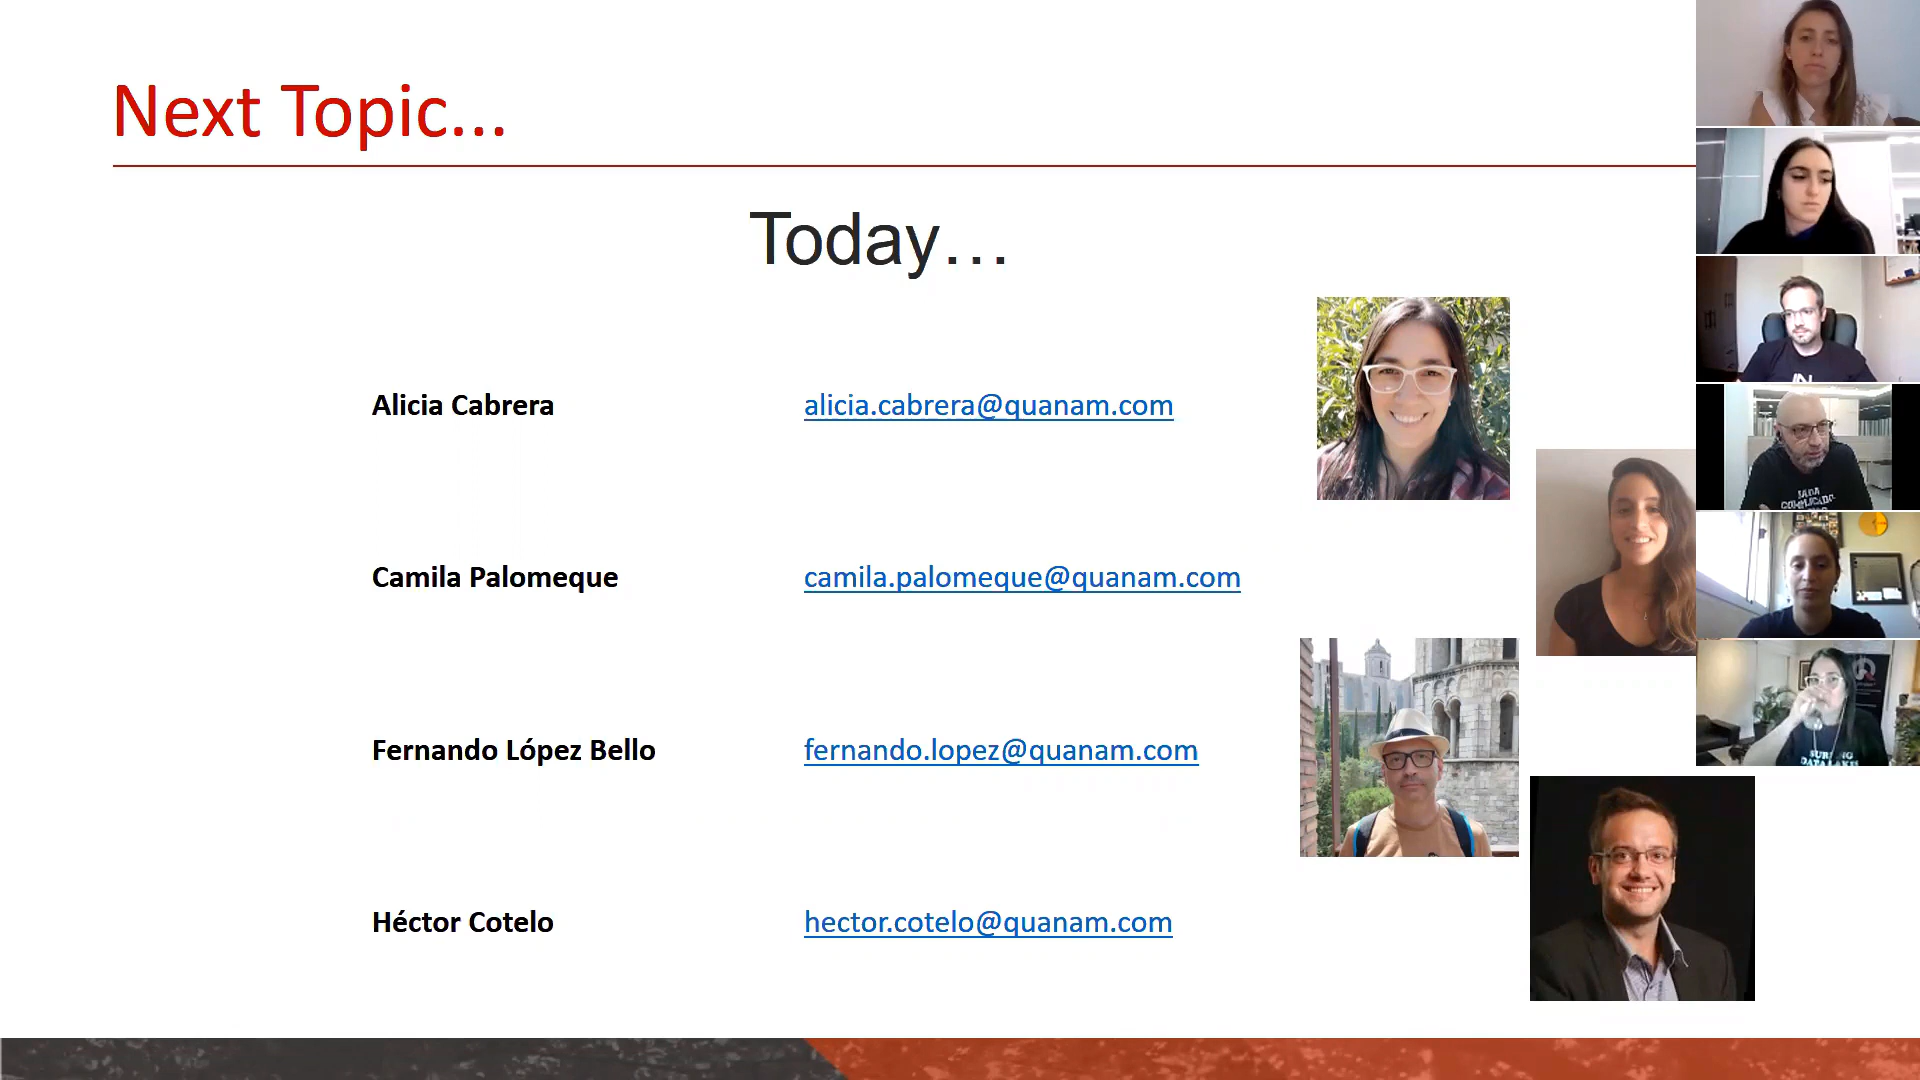 Next Topic...
Today...
Alicia Cabrera alicia.cabrera@quanam.com
Camila Palomeque camila.palomeque@quanam.com
Fernando López Bello fernando.lopez@quanam.com
Héctor Cotelo hector.cotelo@quanam.com